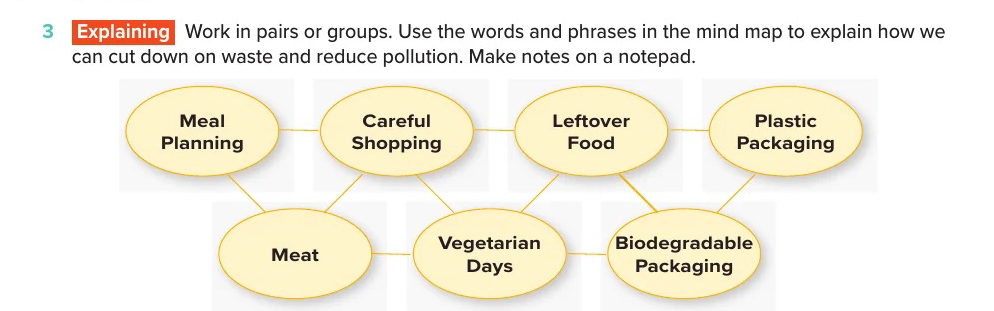 3 Explaining Work in pairs or groups. Use the words and phrases in the mind map to explain how we
can cut down on waste and reduce pollution. Make notes on a notepad.
Meal
Planning
Careful
Shopping
Leftover
Food
Plastic
Packaging
Meat
Vegetarian
Days
Biodegradable
Packaging